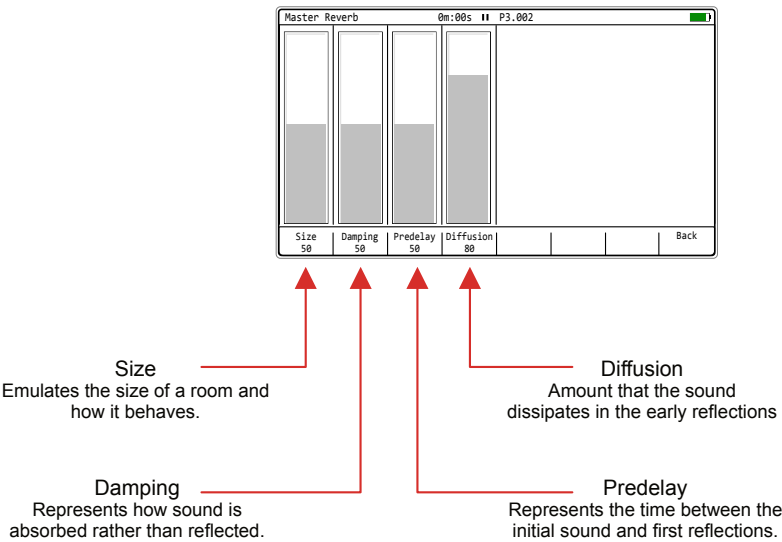 Master Reverb 0m:00s P3.002
Size Damping Predelay Diffusion Back
50 50 50 80
Size
Emulates the size of a room and
how it behaves.
Diffusion
Amount that the sound
dissipates in the early reflections
Damping
Represents how sound is
absorbed rather than reflected.
Predelay
Represents the time between the
initial sound and first reflections.